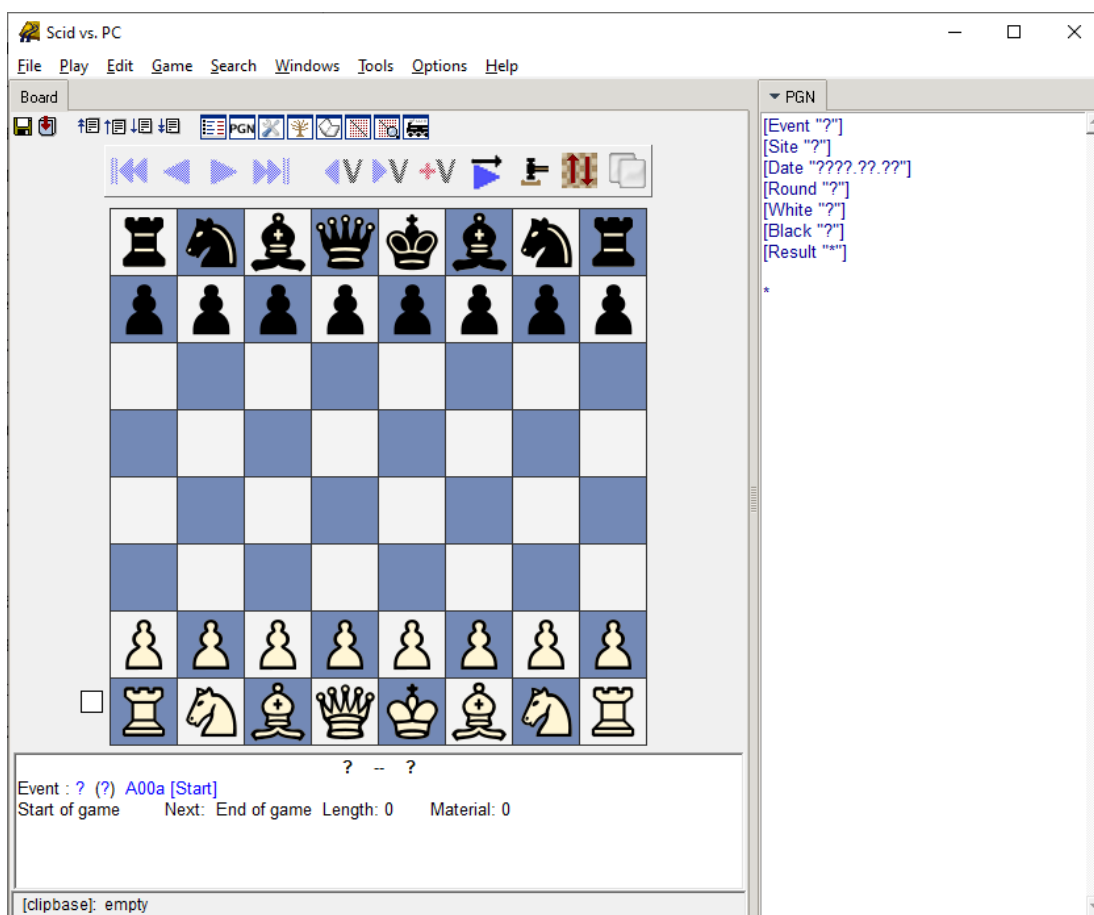 Scid vs. PC
File Play Edit Game Search Windows Tools Options Help
Board
PGN
PGN
V V +V
[Event "?"]
[Site "?"]
[Date "????.??.??"]
[Round "?"]
[White "?"]
[Black "?"]
[Result "*"]
*
? -- ?
Event : ? (?) A00a [Start]
Start of game Next: End of game Length: 0 Material: 0
[clipbase]: empty